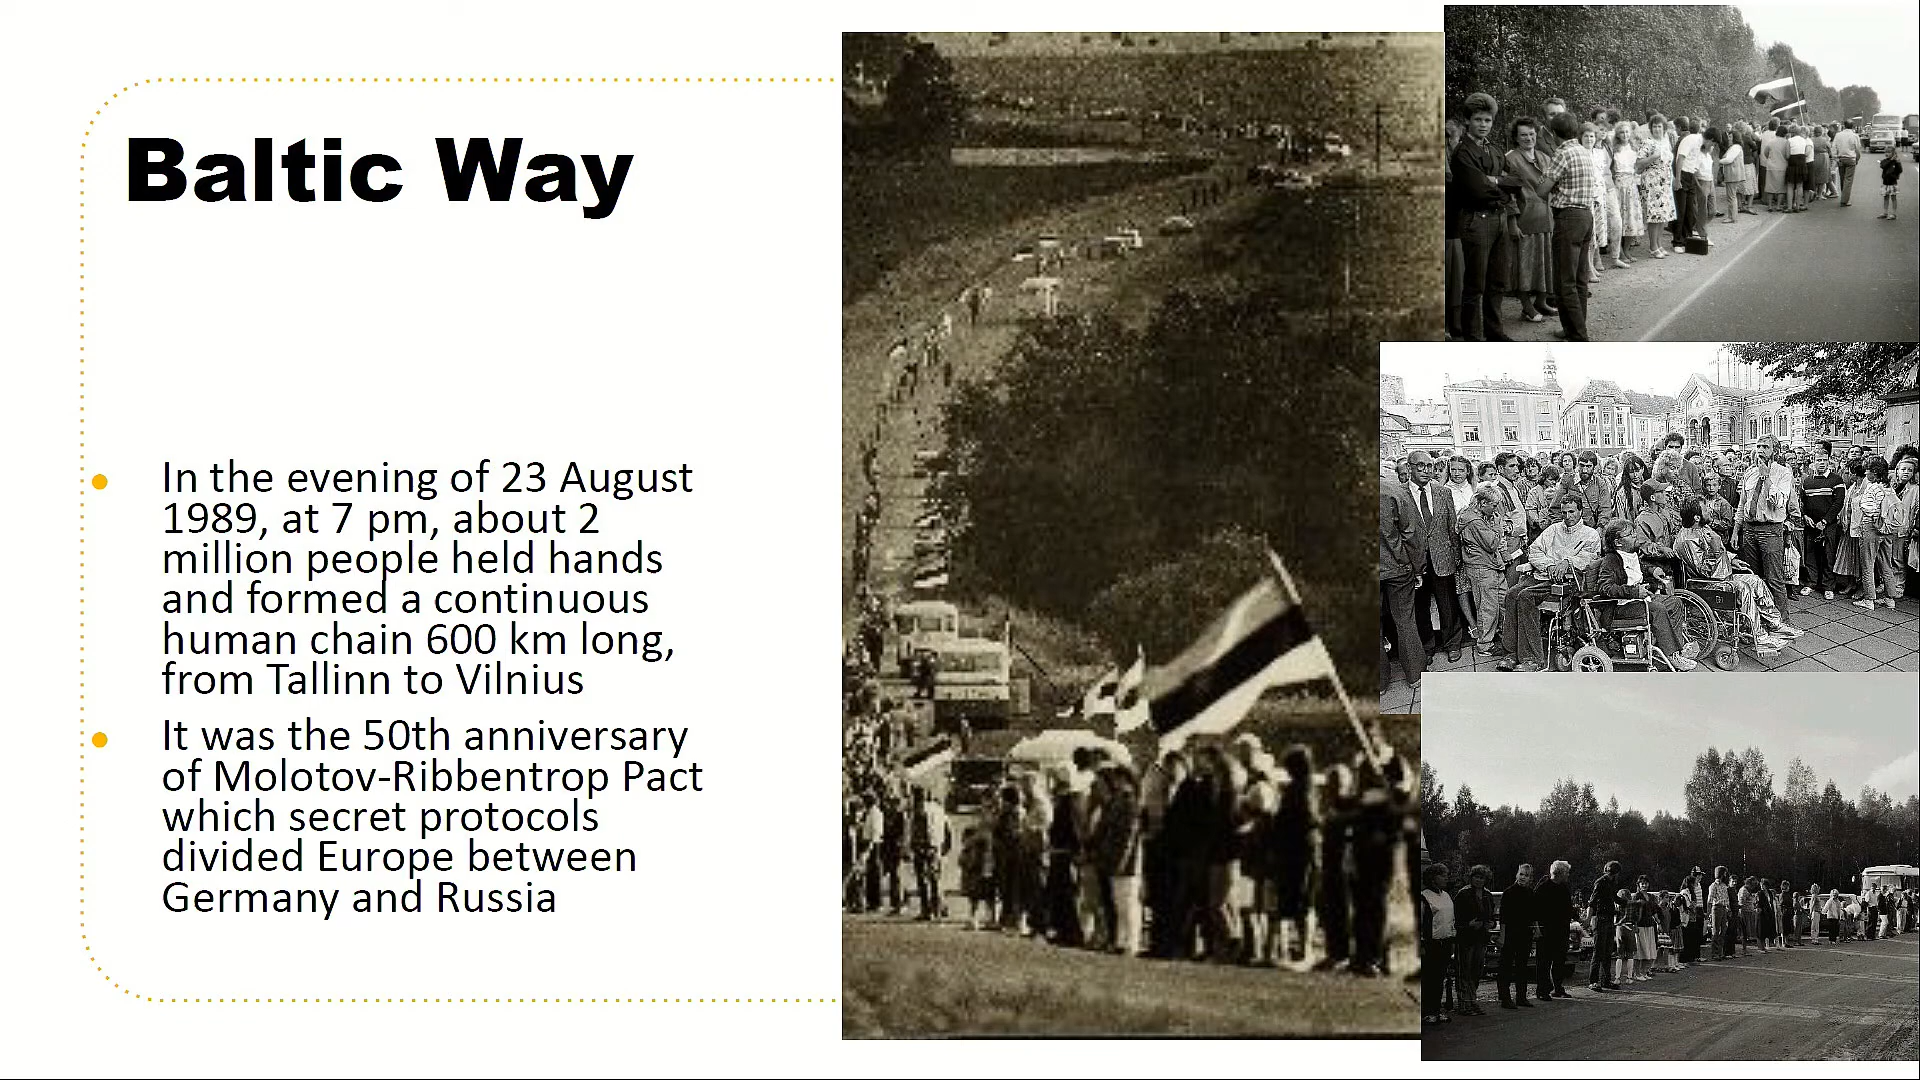 Baltic Way
In the evening of 23 August
1989, at 7 pm, about 2
million people held hands
and formed a continuous
human chain 600 km long,
from Tallinn to Vilnius
It was the 50th anniversary
of Molotov-Ribbentrop Pact
which secret protocols
divided Europe between
Germany and Russia